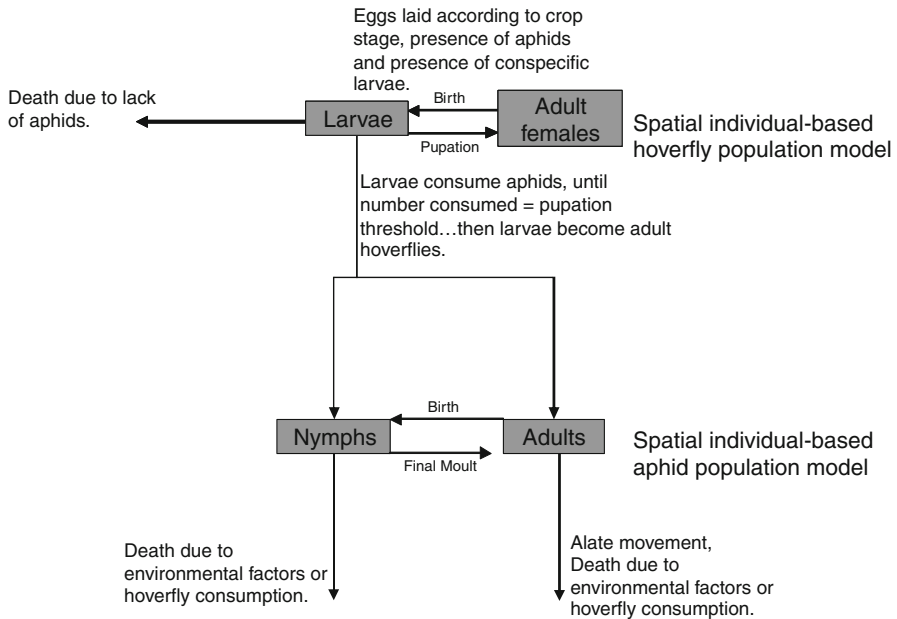 Eggs laid according to crop
stage, presence of aphids
and presence of conspecific
larvae.
Death due to lack
of aphids.
Larvae
Birth
Pupation
Adult
females
Spatial individual-based
hoverfly population model
Larvae consume aphids, until
number consumed = pupation
threshold…then larvae become adult
hoverflies.
Nymphs
Birth
Final Moult
Adults
Spatial individual-based
aphid population model
Death due to
environmental factors or
hoverfly consumption.
Alate movement,
Death due to
environmental factors or
hoverfly consumption.